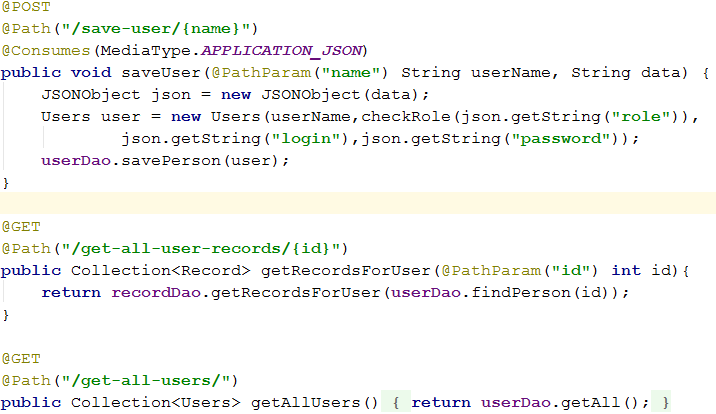 @POST
@Path("/save-user/{name}")
@Consumes(MediaType.APPLICATION_JSON)
public void saveUser(@PathParam("name") String userName, String data) {
    JSONObject json = new JSONObject(data);
    Users user = new Users(userName,checkRole(json.getString("role")),
            json.getString("login"),json.getString("password"));
    userDao.savePerson(user);
}
@GET
@Path("/get-all-user-records/{id}")
public Collection<Record> getRecordsForUser(@PathParam("id") int id){
    return recordDao.getRecordsForUser(userDao.findPerson(id));
}
@GET
@Path("/get-all-users/")
public Collection<Users> getAllUsers() { return userDao.getAll(); }